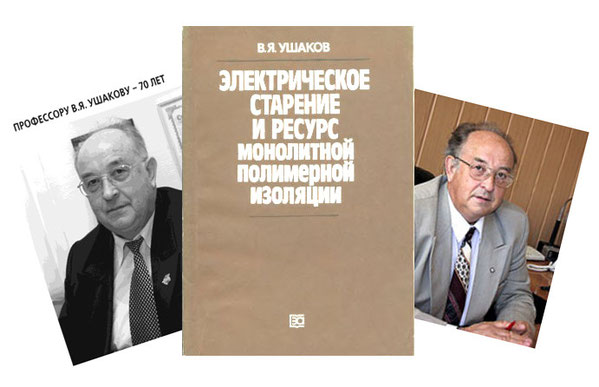 ПРОФЕССОРУ В.Я. УШАКОВУ – 70 ЛЕТ
В.Я. УШАКОВ
ЭЛЕКТРИЧЕСКОЕ
СТАРЕНИЕ
И РЕСУРС
МОНОЛИТНОЙ
ПОЛИМЕРНОЙ
ИЗОЛЯЦИИ